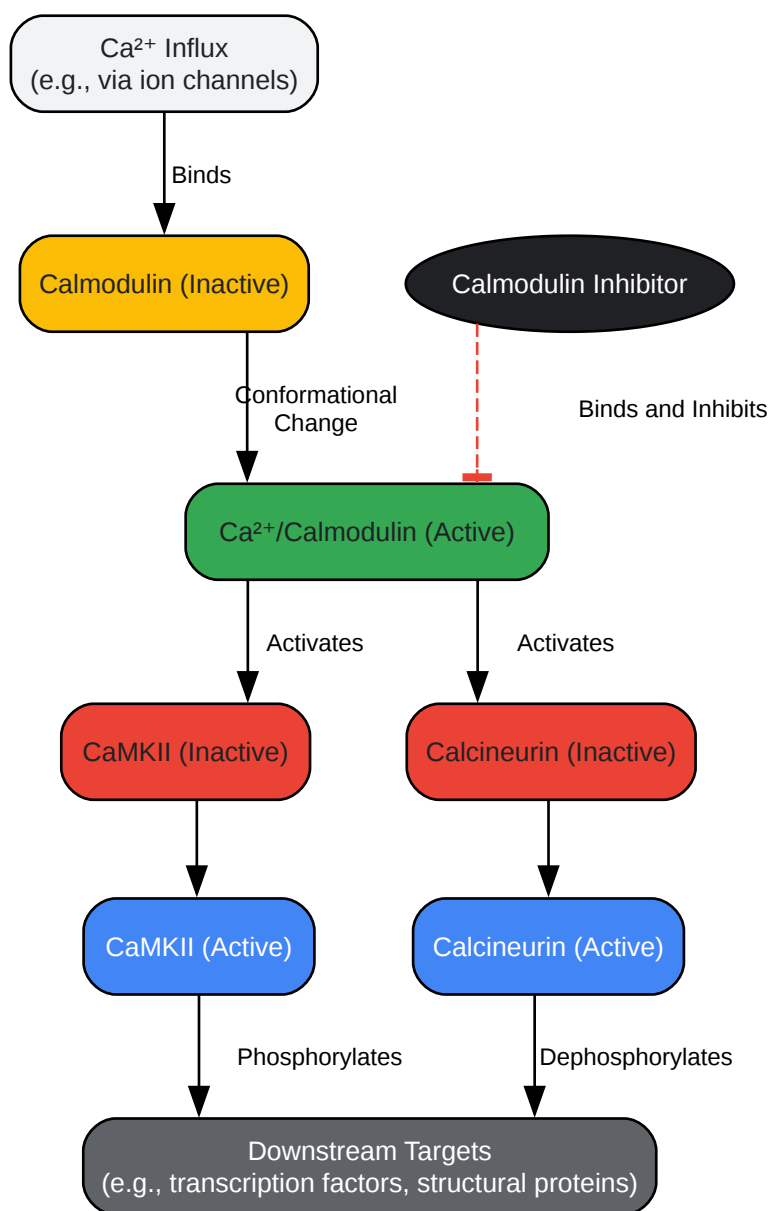 Ca²⁺ Influx
(e.g., via ion channels)
Binds
Calmodulin (Inactive)
Calmodulin Inhibitor
Conformational
Change
Binds and Inhibits
Ca²⁺/Calmodulin (Active)
Activates
Activates
CaMKII (Inactive)
Calcineurin (Inactive)
CaMKII (Active)
Calcineurin (Active)
Phosphorylates
Dephosphorylates
Downstream Targets
(e.g., transcription factors, structural proteins)